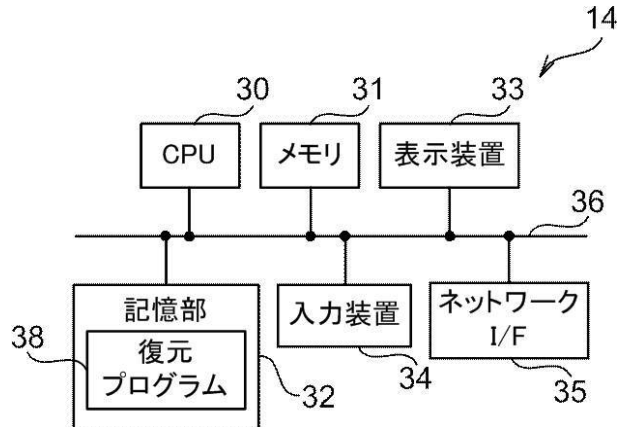 14
30
31
33
CPU
メモリ
表示装置
36
記憶部
入力装置
ネットワーク
I/F
38
復元
プログラム
32
34
35